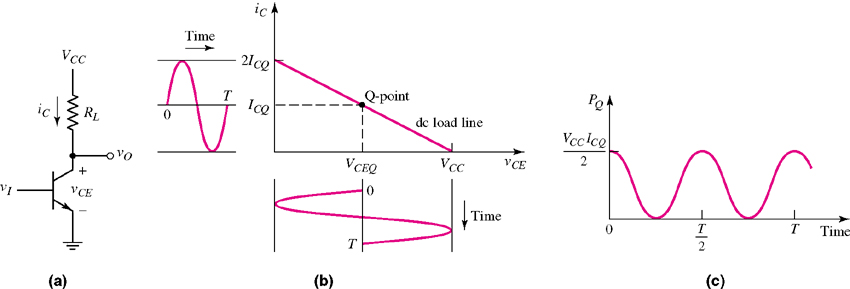 V_CC
i_C
R_L
v_O
+
v_CE
−
v_I
(a)
Time
0
T
i_C
2I_CQ
I_CQ
Q-point
dc load line
V_CEQ
V_CC
v_CE
0
Time
T
(b)
P_Q
V_CC I_CQ
2
0
T
2
T
Time
(c)